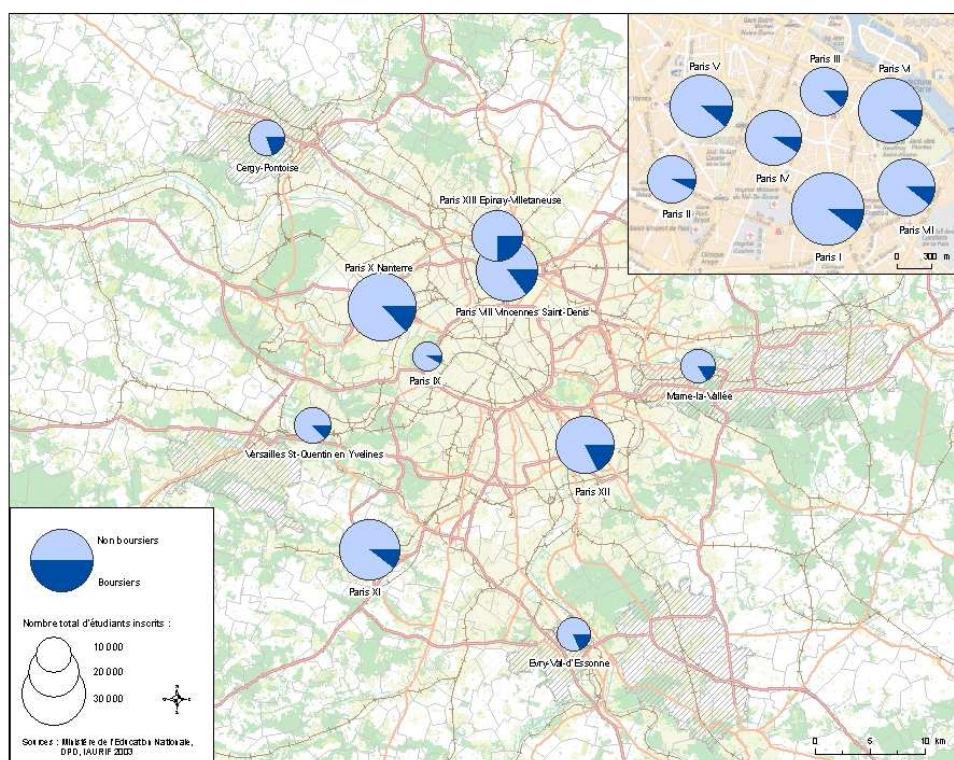 Paris V
Paris III
Paris VI
Paris IV
Paris II
Paris VII
Paris I
0 300 m
Cergy-Pontoise
Paris XIII Epinay-Villetaneuse
Paris X Nanterre
Paris VIII Vincennes Saint-Denis
Paris IX
Marne-la-Vallée
Versailles St-Quentin en Yvelines
Paris XII
Paris XI
Evry-Val-d'Essonne
Non boursiers
Boursiers
Nombre total d'étudiants inscrits :
10 000
20 000
30 000
Sources : Ministère de l'Education Nationale,
DPD, IAURIF 2003
0 5 10 km